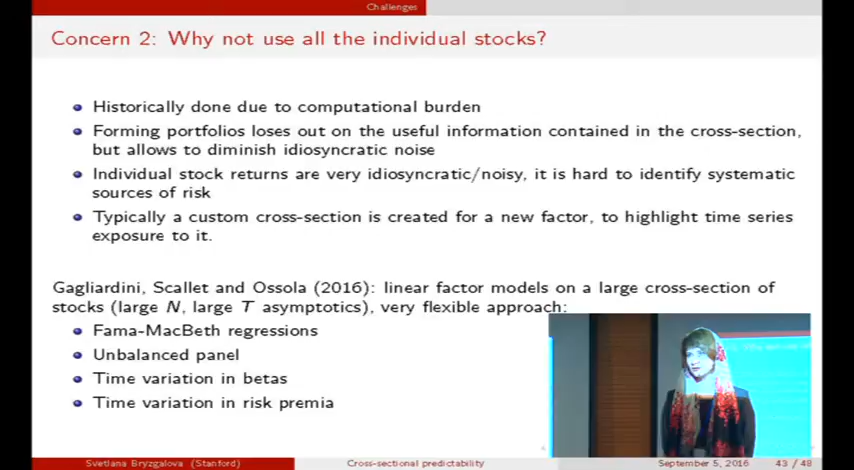 Challenges
Concern 2: Why not use all the individual stocks?
Historically done due to computational burden
Forming portfolios loses out on the useful information contained in the cross-section,
but allows to diminish idiosyncratic noise
Individual stock returns are very idiosyncratic/noisy, it is hard to identify systematic
sources of risk
Typically a custom cross-section is created for a new factor, to highlight time series
exposure to it.
Gagliardini, Scallet and Ossola (2016): linear factor models on a large cross-section of
stocks (large N, large T asymptotics), very flexible approach:
Fama-MacBeth regressions
Unbalanced panel
Time variation in betas
Time variation in risk premia
Svetlana Bryzgalova (Stanford) Cross-sectional predictability September 5, 2016 43 / 48